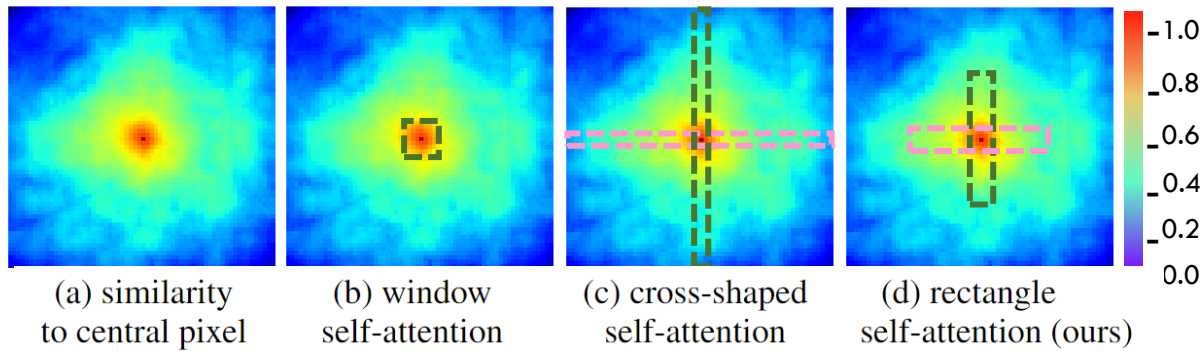 1.0
0.8
0.6
0.4
0.2
0.0
(a) similarity
to central pixel
(b) window
self-attention
(c) cross-shaped
self-attention
(d) rectangle
self-attention (ours)